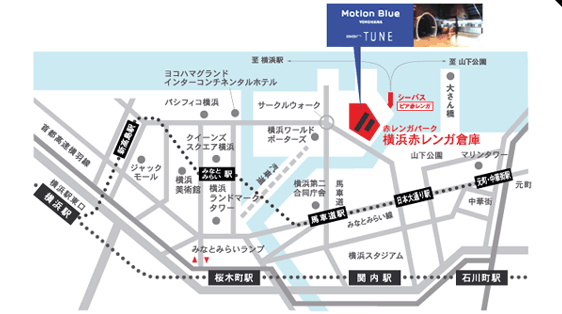 Motion Blue
YOKOHAMA
TUNE
至 横浜駅
至 山下公園
ヨコハマグランド
インターコンチネンタルホテル
シーバス
ピア赤レンガ
大さん橋
パシフィコ横浜
サークルウォーク
赤レンガパーク
横浜赤レンガ倉庫
新高島駅
首都高速横羽線
クイーンズ
スクエア横浜
横浜ワールド
ポーターズ
山下公園
マリンタワー
ジャック
モール
みなと
みらい 駅
汽車道
横浜
美術館
横浜
ランドマーク
タワー
横浜第二
合同庁舎
馬車道
日本大通り駅
元町・中華街駅
元町
横浜駅東口
横浜駅
馬車道駅
みなとみらい線
中華街
みなとみらいランプ
横浜スタジアム
桜木町駅
関内 駅
石川町駅